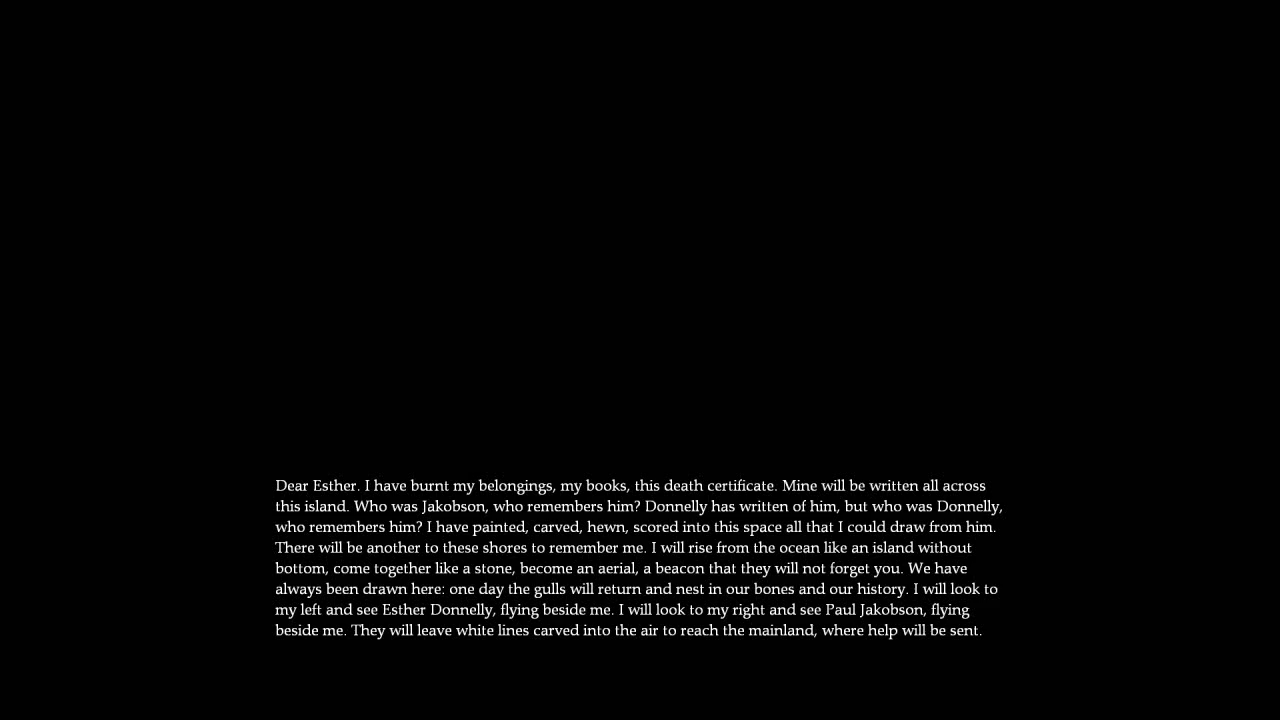 Dear Esther. I have burnt my belongings, my books, this death certificate. Mine will be written all across
this island. Who was Jakobson, who remembers him? Donnelly has written of him, but who was Donnelly,
who remembers him? I have painted, carved, hewn, scored into this space all that I could draw from him.
There will be another to these shores to remember me. I will rise from the ocean like an island without
bottom, come together like a stone, become an aerial, a beacon that they will not forget you. We have
always been drawn here: one day the gulls will return and nest in our bones and our history. I will look to
my left and see Esther Donnelly, flying beside me. I will look to my right and see Paul Jakobson, flying
beside me. They will leave white lines carved into the air to reach the mainland, where help will be sent.